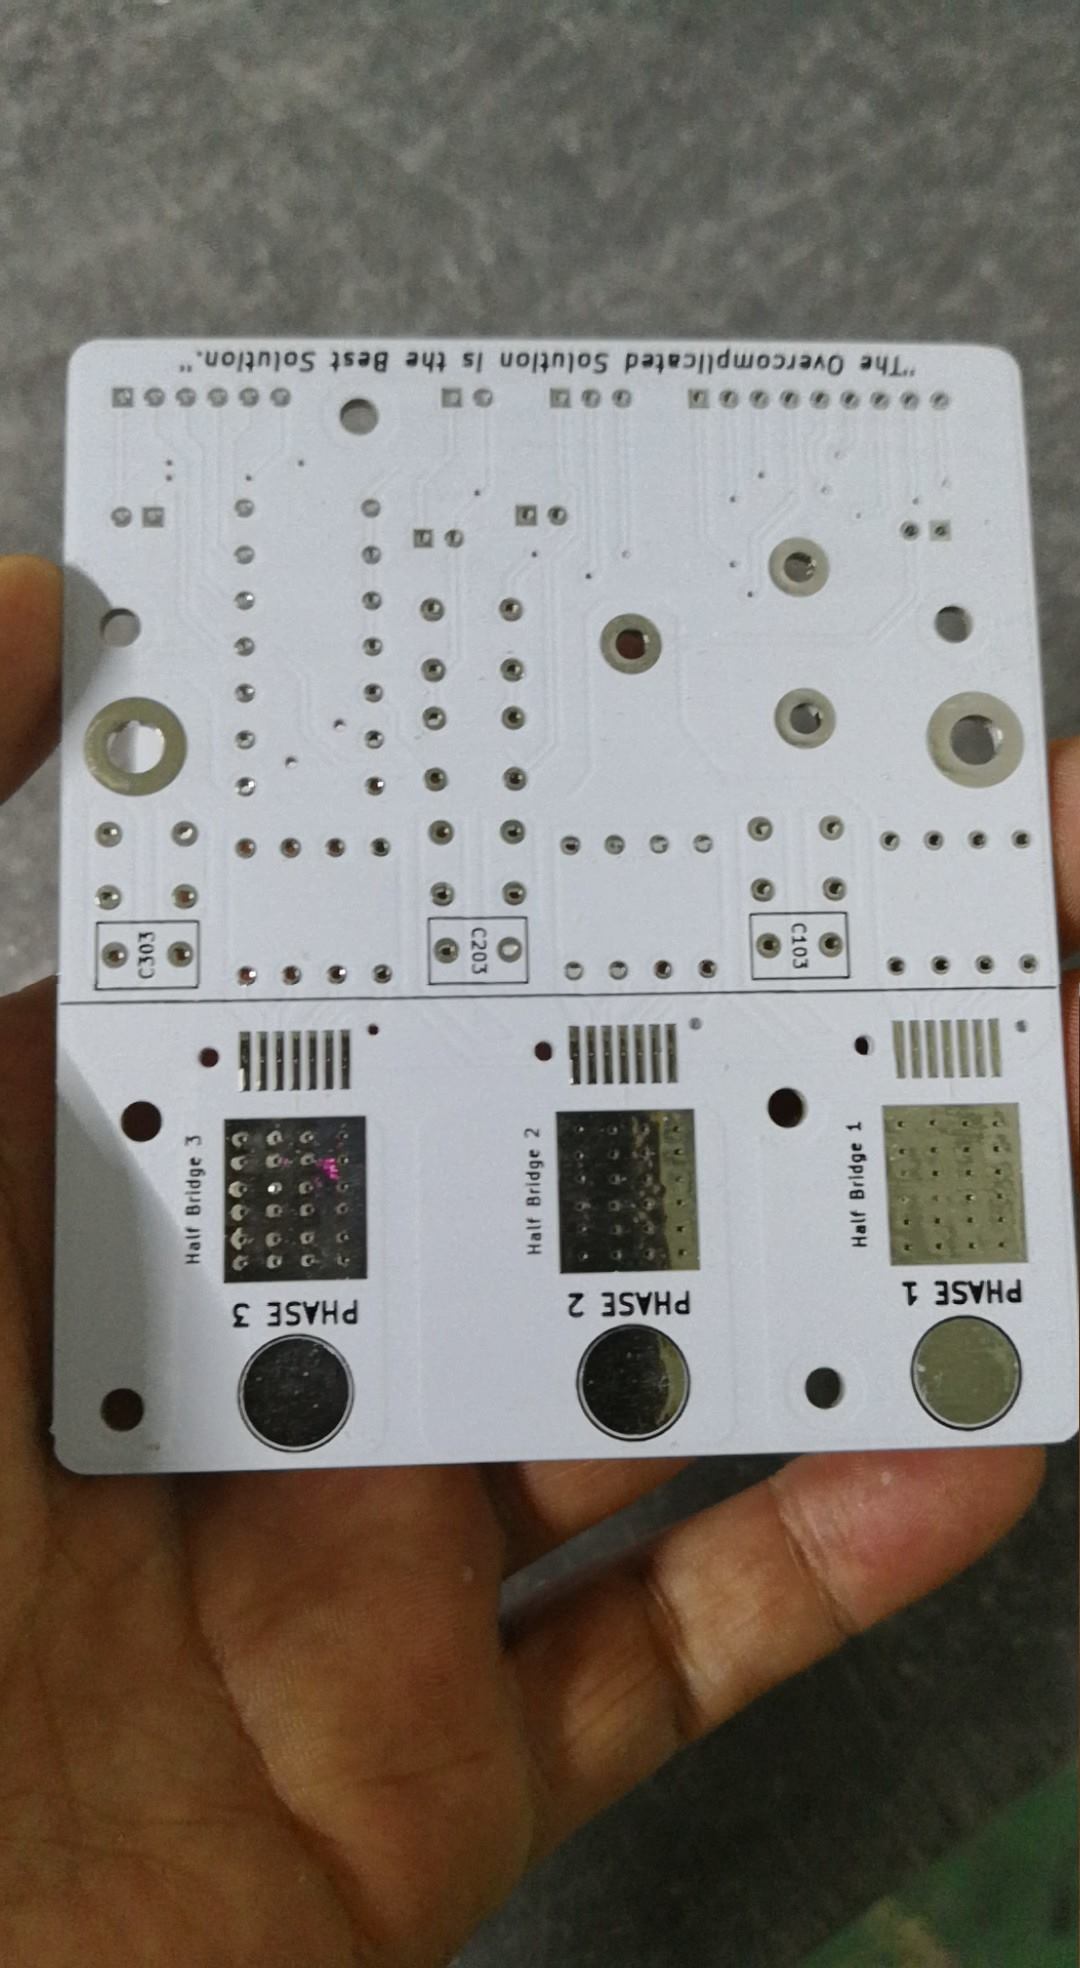 "The Overcomplicated Solution Is the Best Solution."
C303
C203
C103
Half Bridge 3
Half Bridge 2
Half Bridge 1
PHASE 3
PHASE 2
PHASE 1